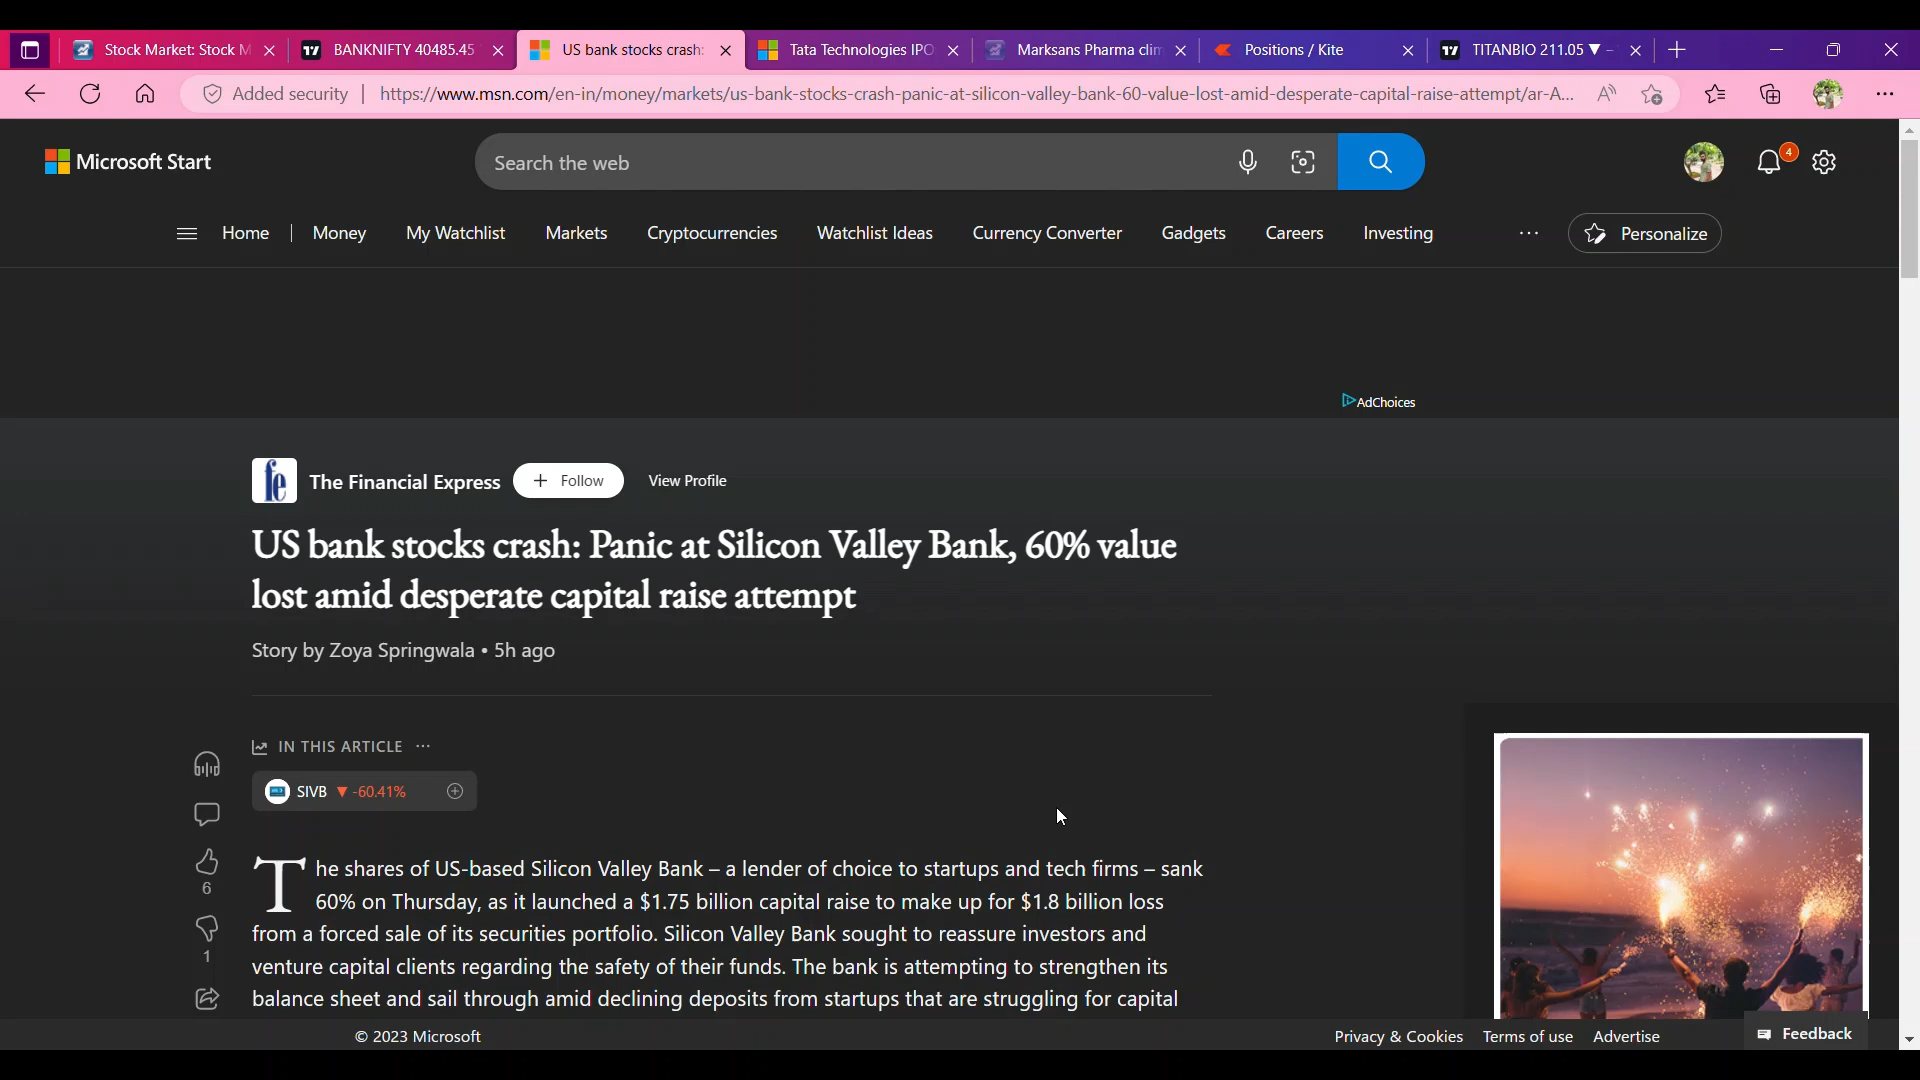 Stock Market: Stock M
BANKNIFTY 40485.45
US bank stocks crash:
Tata Technologies IPO
Marksans Pharma clim
Positions / Kite
TITANBIO 211.05 ▼ –
Added security
https://www.msn.com/en-in/money/markets/us-bank-stocks-crash-panic-at-silicon-valley-bank-60-value-lost-amid-desperate-capital-raise-attempt/ar-A...
Microsoft Start
Search the web
4
Home
Money
My Watchlist
Markets
Cryptocurrencies
Watchlist Ideas
Currency Converter
Gadgets
Careers
Investing
...
Personalize
AdChoices
fe
The Financial Express
+ Follow
View Profile
US bank stocks crash: Panic at Silicon Valley Bank, 60% value
lost amid desperate capital raise attempt
Story by Zoya Springwala • 5h ago
IN THIS ARTICLE ...
SIVB ▼ -60.41%
The shares of US-based Silicon Valley Bank – a lender of choice to startups and tech firms – sank
60% on Thursday, as it launched a $1.75 billion capital raise to make up for $1.8 billion loss
from a forced sale of its securities portfolio. Silicon Valley Bank sought to reassure investors and
venture capital clients regarding the safety of their funds. The bank is attempting to strengthen its
balance sheet and sail through amid declining deposits from startups that are struggling for capital
6
1
© 2023 Microsoft
Privacy & Cookies
Terms of use
Advertise
Feedback